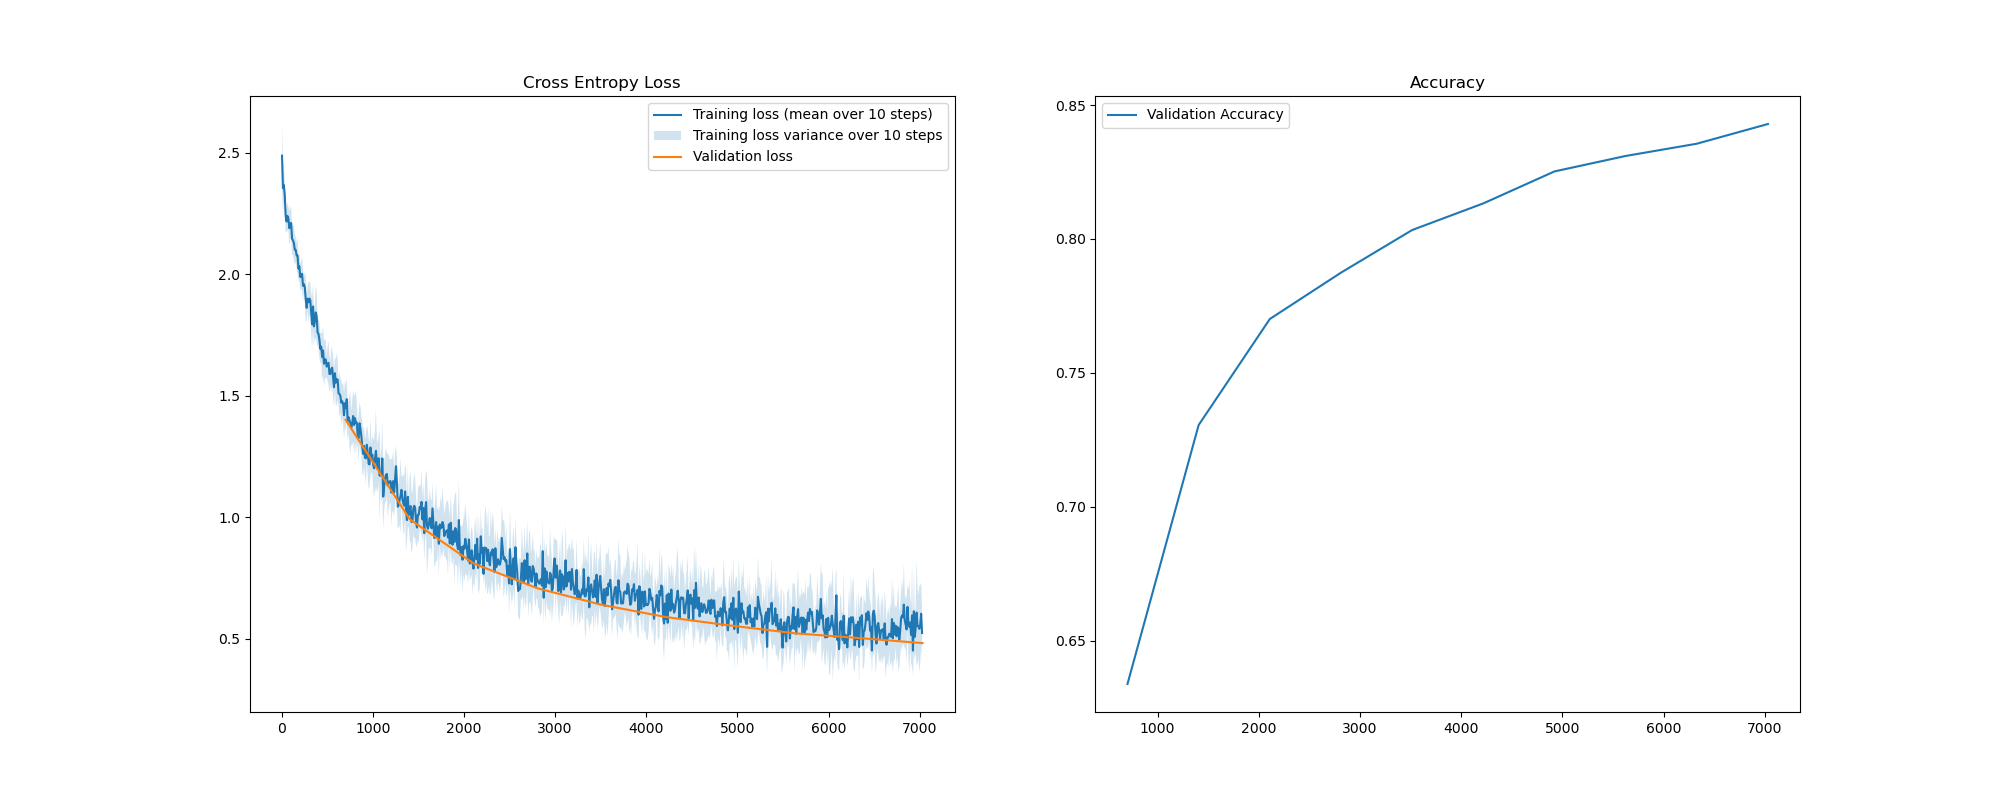 Cross Entropy Loss
Training loss (mean over 10 steps)
Training loss variance over 10 steps
Validation loss
2.5
2.0
1.5
1.0
0.5
0 1000 2000 3000 4000 5000 6000 7000
Accuracy
Validation Accuracy
0.85
0.80
0.75
0.70
0.65
1000 2000 3000 4000 5000 6000 7000